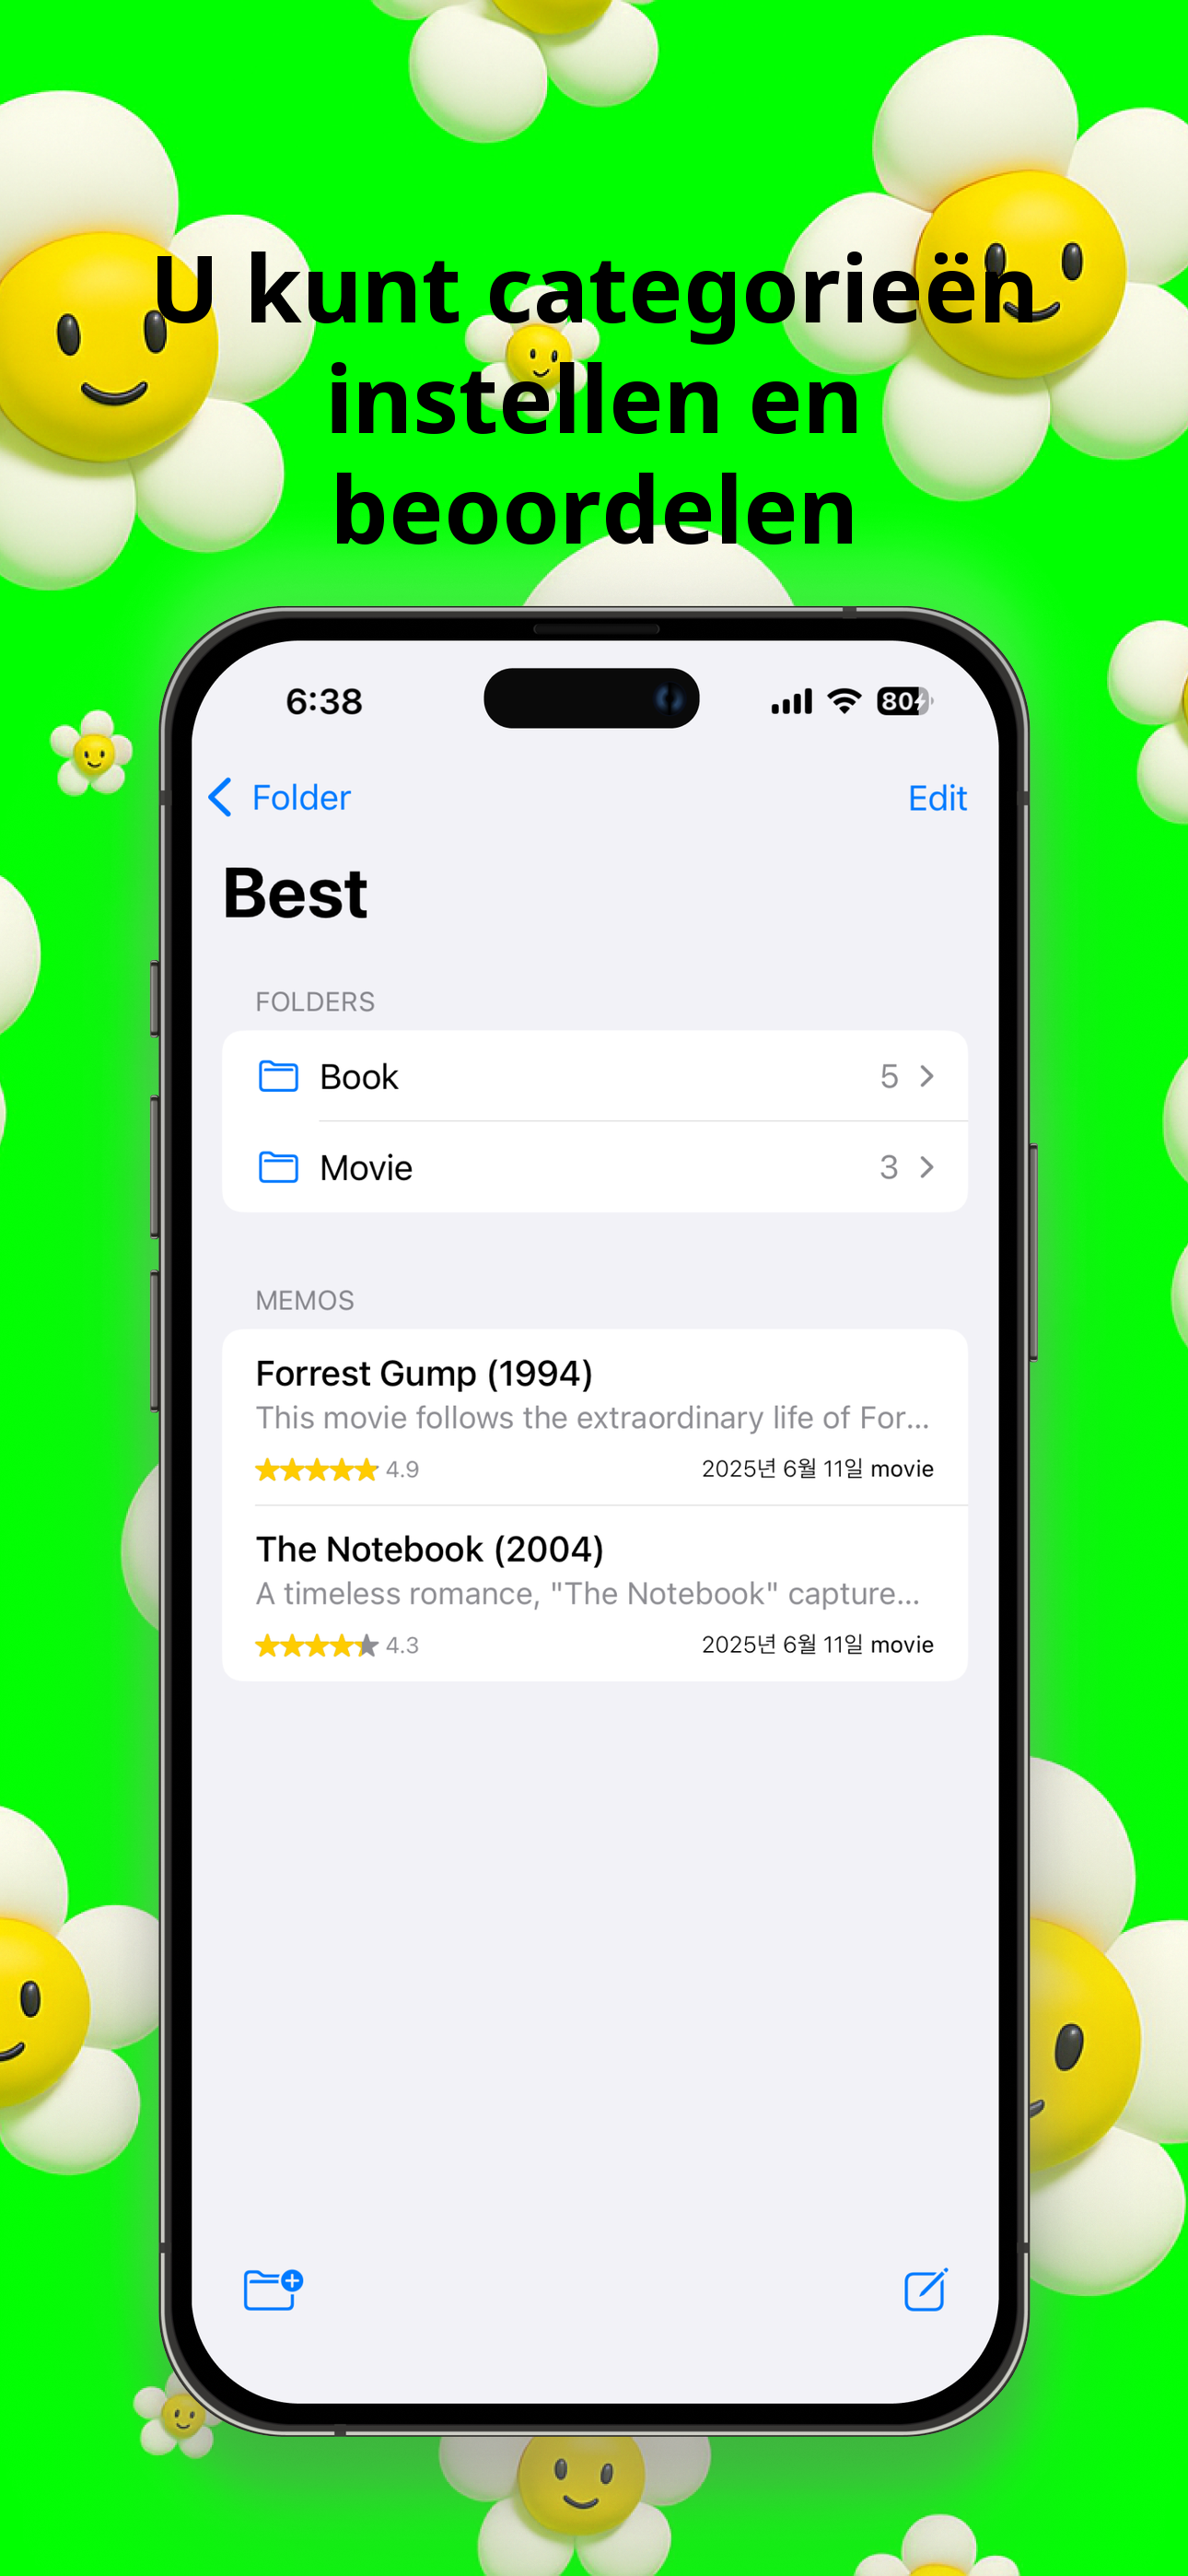 U kunt categorieën
instellen en
beoordelen
6:38
80
Folder
Edit
Best
FOLDERS
Book 5
Movie 3
MEMOS
Forrest Gump (1994)
This movie follows the extraordinary life of For...
4.9 2025년 6월 11일 movie
The Notebook (2004)
A timeless romance, "The Notebook" capture...
4.3 2025년 6월 11일 movie